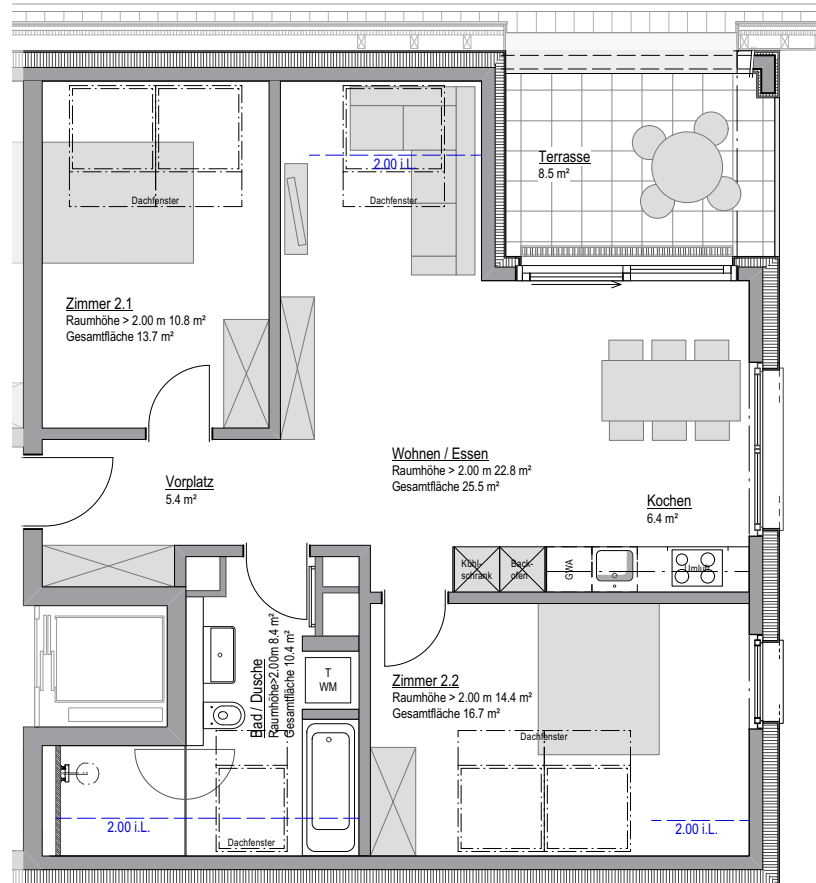 2.00 i.L.
Dachfenster
Dachfenster
Terrasse
8.5 m²
Zimmer 2.1
Raumhöhe > 2.00 m 10.8 m²
Gesamtfläche 13.7 m²
Wohnen / Essen
Raumhöhe > 2.00 m 22.8 m²
Gesamtfläche 25.5 m²
Vorplatz
5.4 m²
Kochen
6.4 m²
Kühl-
schrank
Back-
ofen
GWA
Umluft
Bad / Dusche
Raumhöhe>2.00m 8.4 m²
Gesamtfläche 10.4 m²
T
WM
Zimmer 2.2
Raumhöhe > 2.00 m 14.4 m²
Gesamtfläche 16.7 m²
Dachfenster
2.00 i.L.
2.00 i.L.
Dachfenster